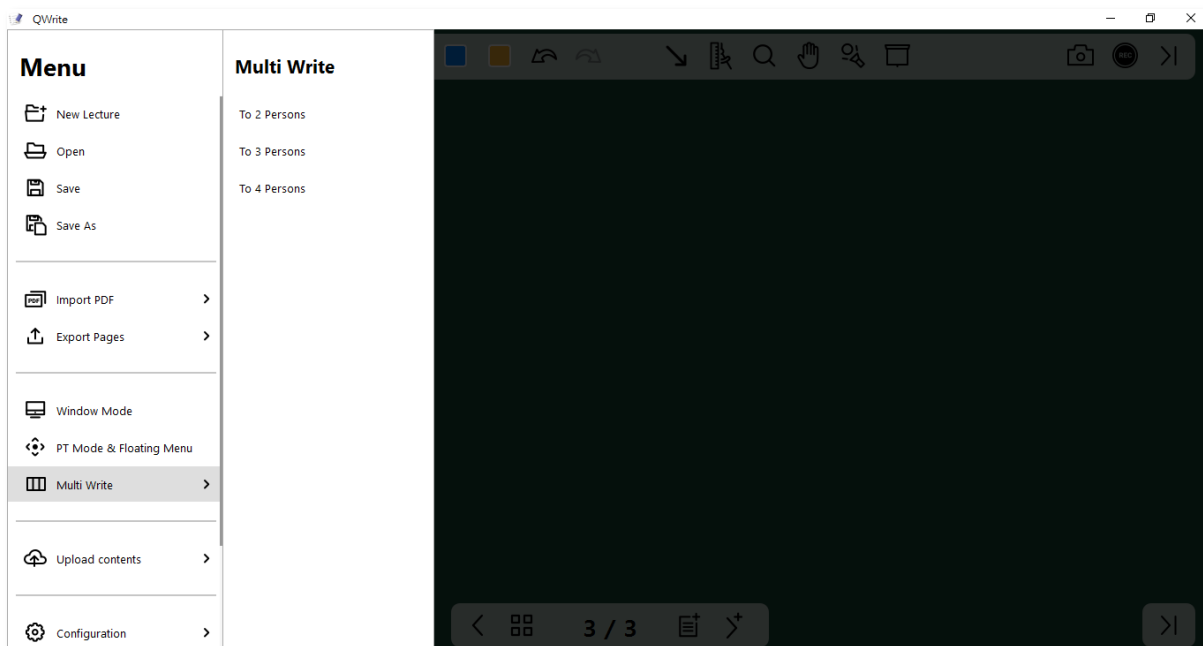 QWrite
Menu
New Lecture
Open
Save
Save As
PDF
Import PDF
Export Pages
Window Mode
PT Mode & Floating Menu
Multi Write
Upload contents
Configuration
Multi Write
To 2 Persons
To 3 Persons
To 4 Persons
REC
3 / 3